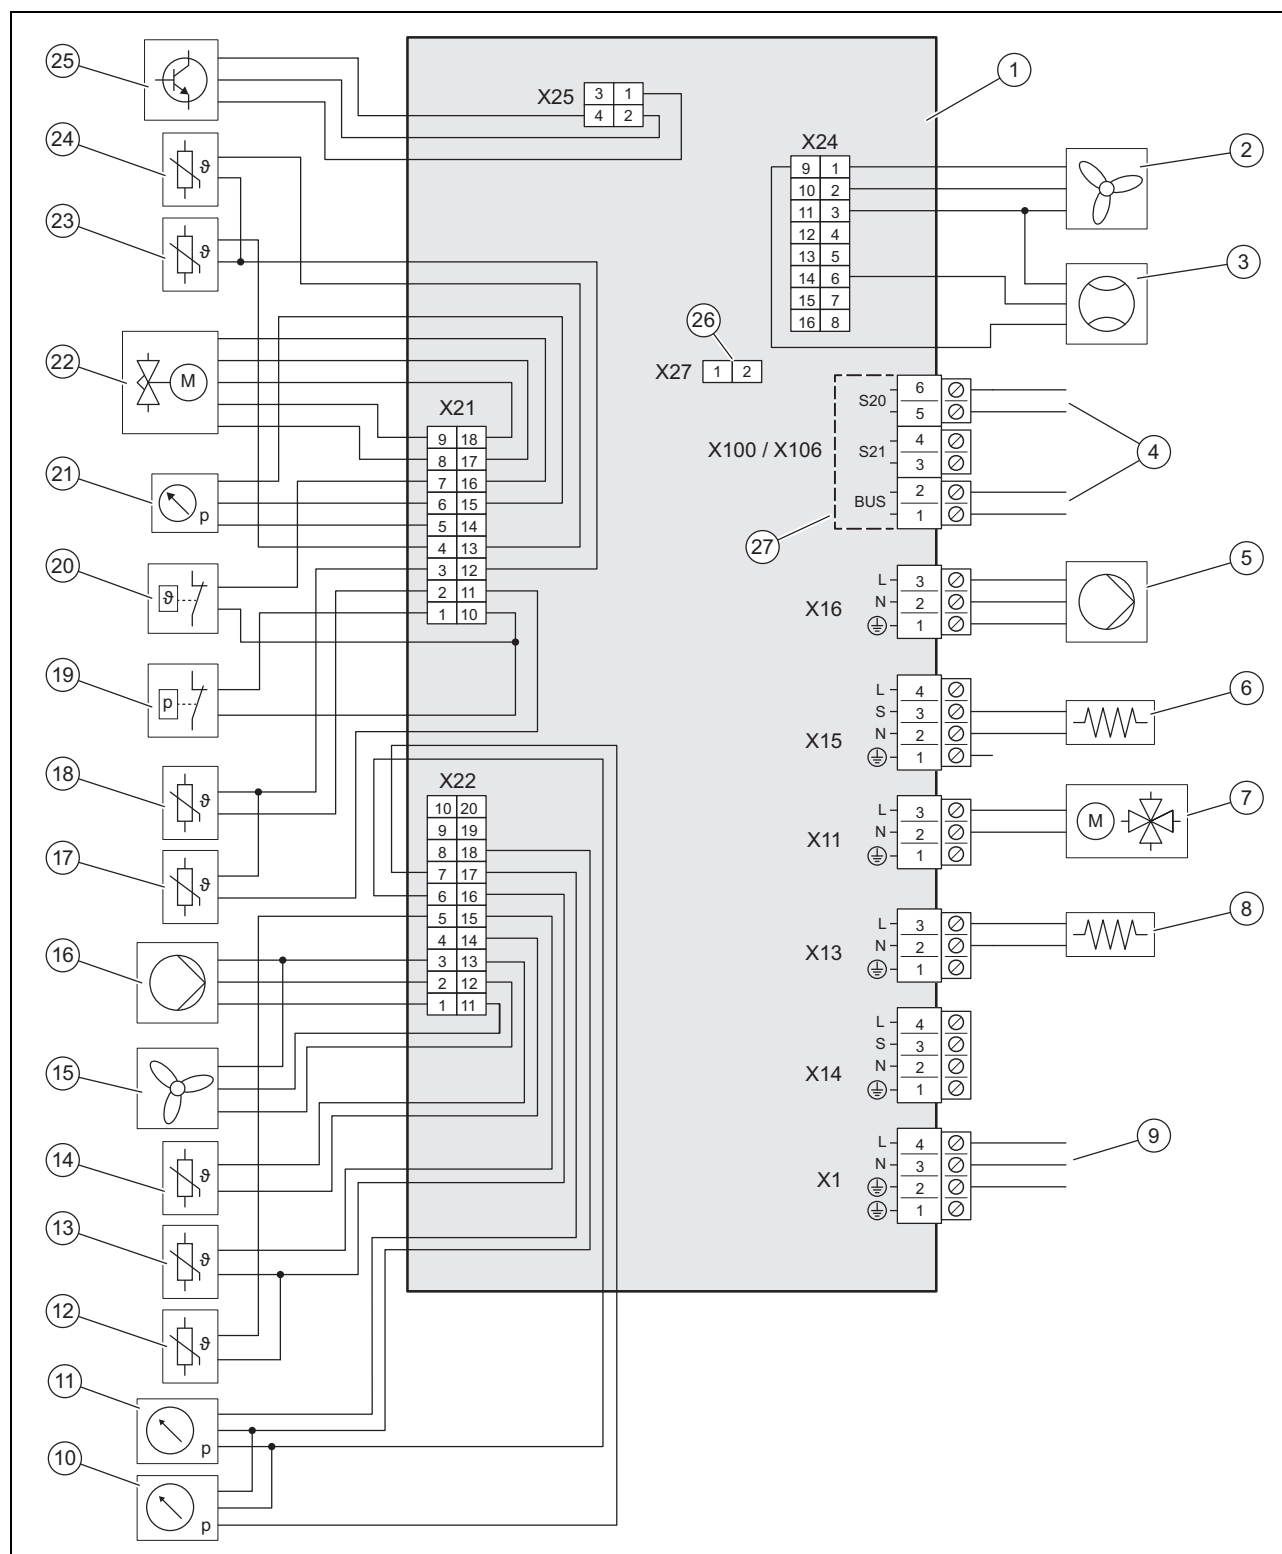 25
24
23
22
M
21
p
20
ϑ
19
p
18
ϑ
17
ϑ
16
15
14
ϑ
13
ϑ
12
ϑ
11
p
10
p
ϑ
ϑ
X25
3 1
4 2
X21
9 18
8 17
7 16
6 15
5 14
4 13
3 12
2 11
1 10
X22
10 20
9 19
8 18
7 17
6 16
5 15
4 14
3 13
2 12
1 11
1
X24
9 1
10 2
11 3
12 4
13 5
14 6
15 7
16 8
2
3
26
X27 1 2
X100 / X106
S20
6
5
S21
4
3
BUS
2
1
4
27
X16
L 3
N 2
1
5
X15
L 4
S 3
N 2
1
6
X11
L 3
N 2
1
M
7
X13
L 3
N 2
1
8
X14
L 4
S 3
N 2
1
X1
L 4
N 3
2
1
9